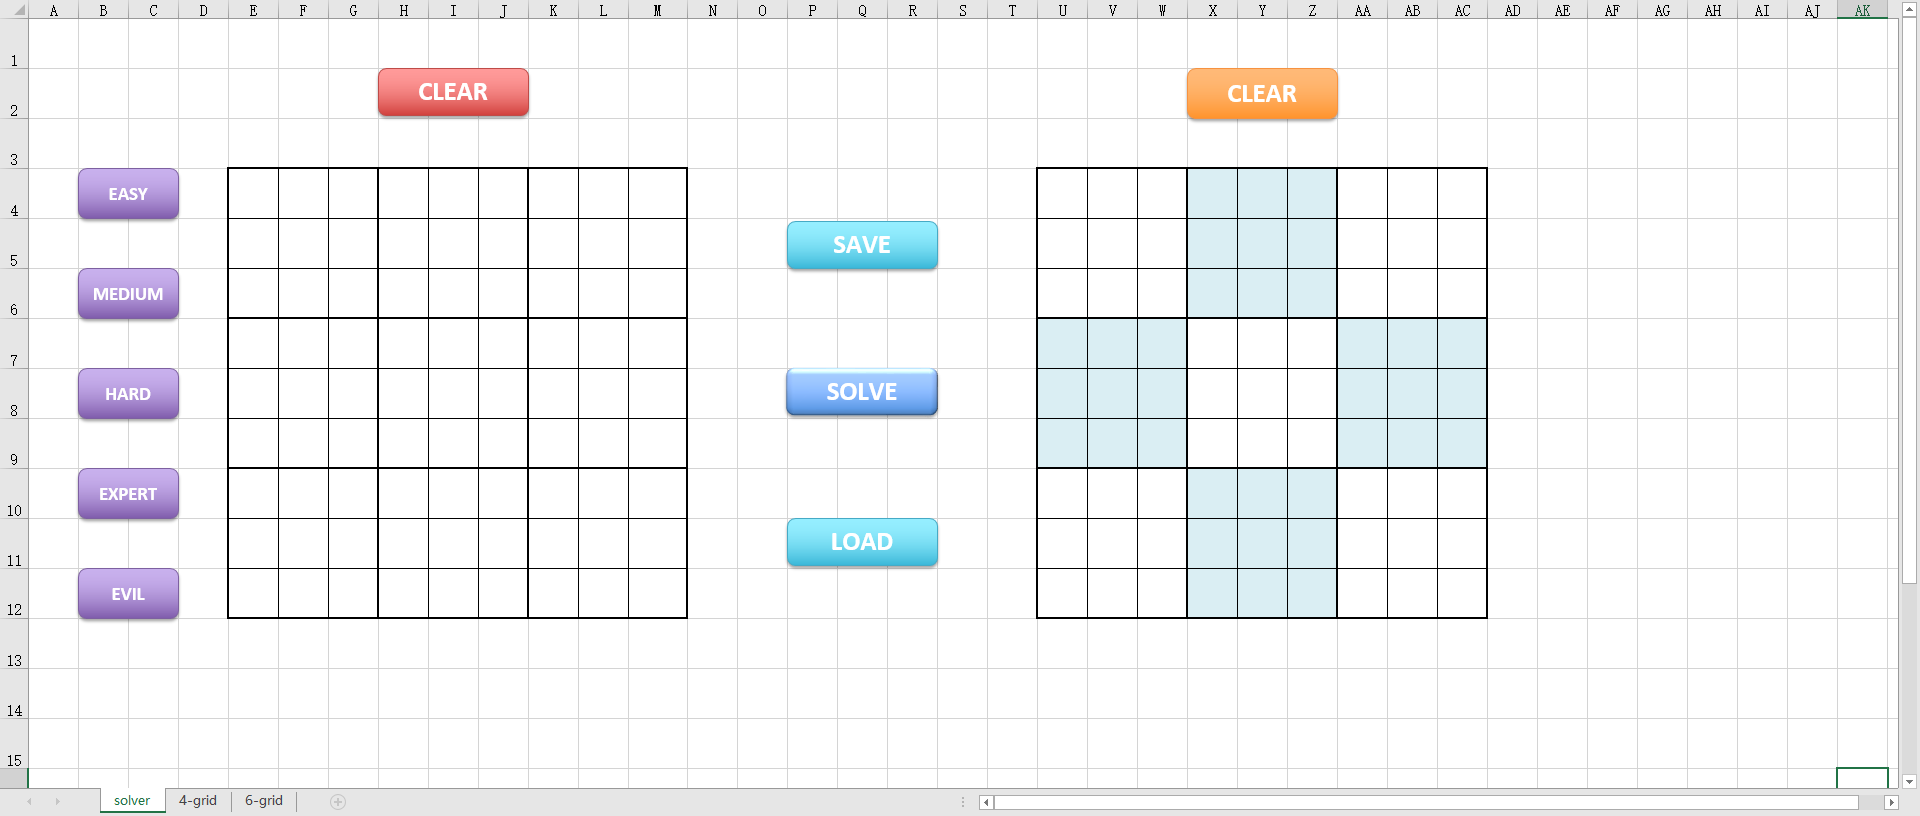 A B C D E F G H I J K L M N O P Q R S T U V W X Y Z AA AB AC AD AE AF AG AH AI AJ AK
1
CLEAR CLEAR
2
3
EASY
4
SAVE
5
MEDIUM
6
7
HARD SOLVE
8
9
EXPERT
10
LOAD
11
EVIL
12
13
14
15
solver 4-grid 6-grid